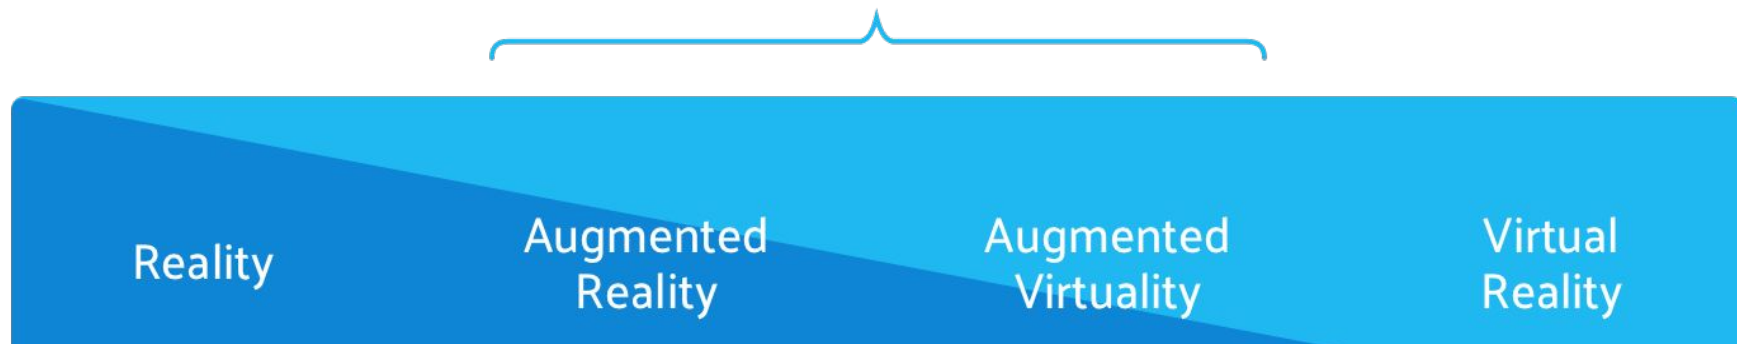 Reality
Augmented
Reality
Augmented
Virtuality
Virtual
Reality